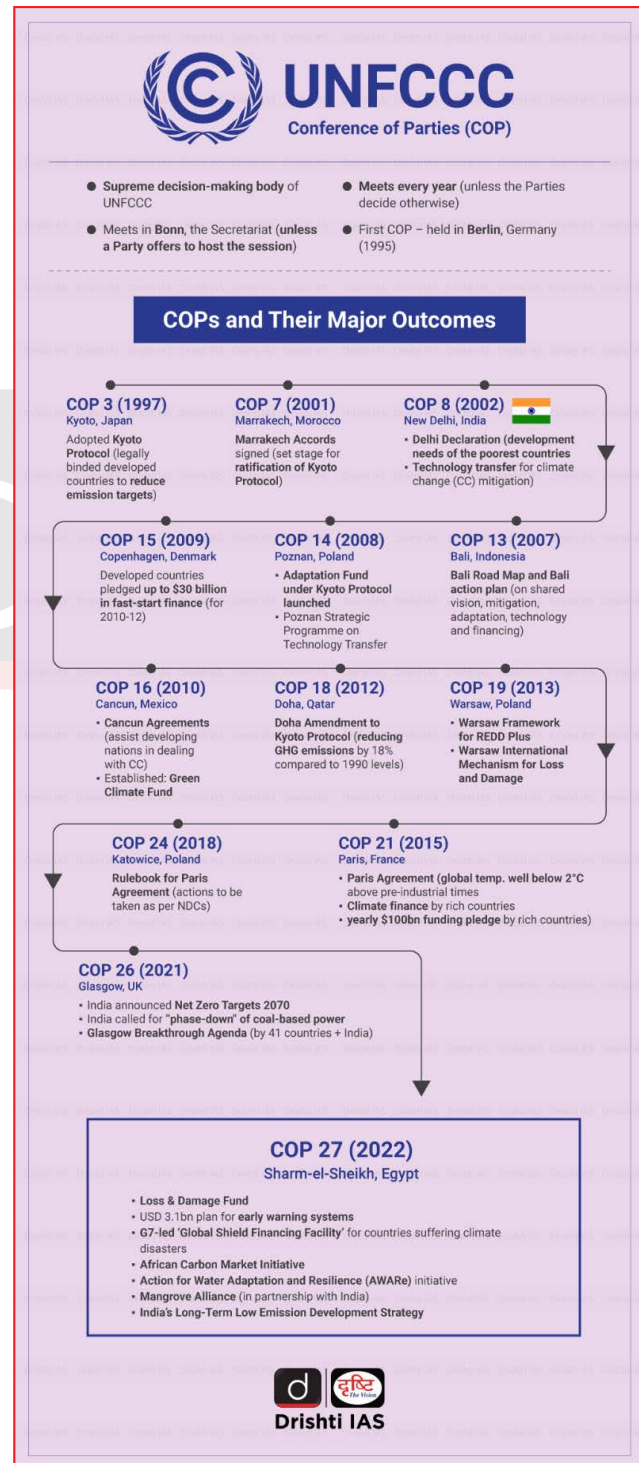 UNFCCC
Conference of Parties (COP)
● Supreme decision-making body of
UNFCCC
● Meets in Bonn, the Secretariat (unless
a Party offers to host the session)
● Meets every year (unless the Parties
decide otherwise)
● First COP – held in Berlin, Germany
(1995)
COPs and Their Major Outcomes
COP 3 (1997)
Kyoto, Japan
Adopted Kyoto
Protocol (legally
binded developed
countries to reduce
emission targets)
COP 7 (2001)
Marrakech, Morocco
Marrakech Accords
signed (set stage for
ratification of Kyoto
Protocol)
COP 8 (2002)
New Delhi, India
• Delhi Declaration (development
needs of the poorest countries
• Technology transfer for climate
change (CC) mitigation)
COP 15 (2009)
Copenhagen, Denmark
Developed countries
pledged up to $30 billion
in fast-start finance (for
2010-12)
COP 14 (2008)
Poznan, Poland
• Adaptation Fund
under Kyoto Protocol
launched
• Poznan Strategic
Programme on
Technology Transfer
COP 13 (2007)
Bali, Indonesia
Bali Road Map and Bali
action plan (on shared
vision, mitigation,
adaptation, technology
and financing)
COP 16 (2010)
Cancun, Mexico
• Cancun Agreements
(assist developing
nations in dealing
with CC)
• Established: Green
Climate Fund
COP 18 (2012)
Doha, Qatar
Doha Amendment to
Kyoto Protocol (reducing
GHG emissions by 18%
compared to 1990 levels)
COP 19 (2013)
Warsaw, Poland
• Warsaw Framework
for REDD Plus
• Warsaw International
Mechanism for Loss
and Damage
COP 24 (2018)
Katowice, Poland
Rulebook for Paris
Agreement (actions to be
taken as per NDCs)
COP 21 (2015)
Paris, France
• Paris Agreement (global temp. well below 2°C
above pre-industrial times
• Climate finance by rich countries
• yearly $100bn funding pledge by rich countries)
COP 26 (2021)
Glasgow, UK
• India announced Net Zero Targets 2070
• India called for "phase-down" of coal-based power
• Glasgow Breakthrough Agenda (by 41 countries + India)
COP 27 (2022)
Sharm-el-Sheikh, Egypt
• Loss & Damage Fund
• USD 3.1bn plan for early warning systems
• G7-led 'Global Shield Financing Facility' for countries suffering climate
disasters
• African Carbon Market Initiative
• Action for Water Adaptation and Resilience (AWARe) initiative
• Mangrove Alliance (in partnership with India)
• India's Long-Term Low Emission Development Strategy
d
दृष्टि
The Vision
Drishti IAS